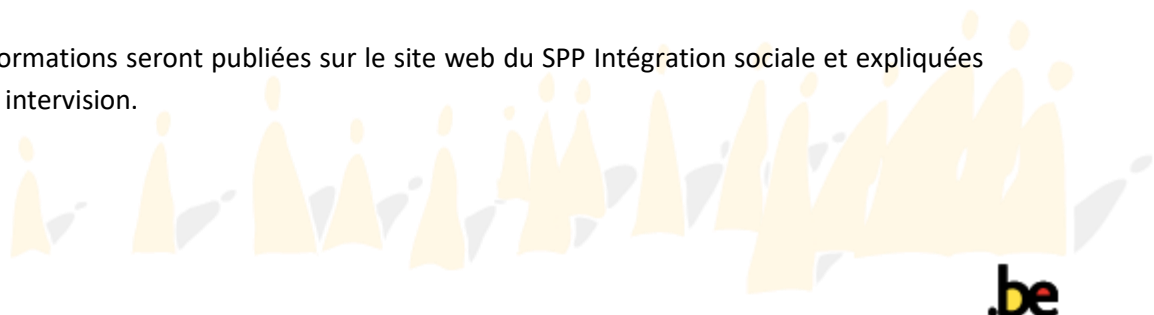 ormations seront publiées sur le site web du SPP Intégration sociale et expliquées
intervision.
.be